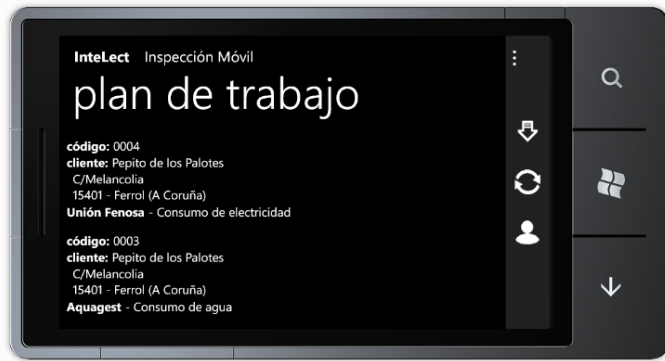 InteLect Inspección Móvil
plan de trabajo
código: 0004
cliente: Pepito de los Palotes
C/Melancolia
15401 - Ferrol (A Coruña)
Unión Fenosa - Consumo de electricidad
código: 0003
cliente: Pepito de los Palotes
C/Melancolia
15401 - Ferrol (A Coruña)
Aquagest - Consumo de agua